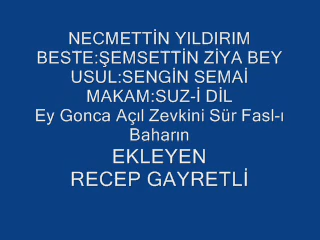 NECMETTİN YILDIRIM
BESTE:ŞEMSETTİN ZİYA BEY
USUL:SENGİN SEMAİ
MAKAM:SUZ-İ DİL
Ey Gonca Açıl Zevkini Sür Fasl-ı
Baharın
EKLEYEN
RECEP GAYRETLİ